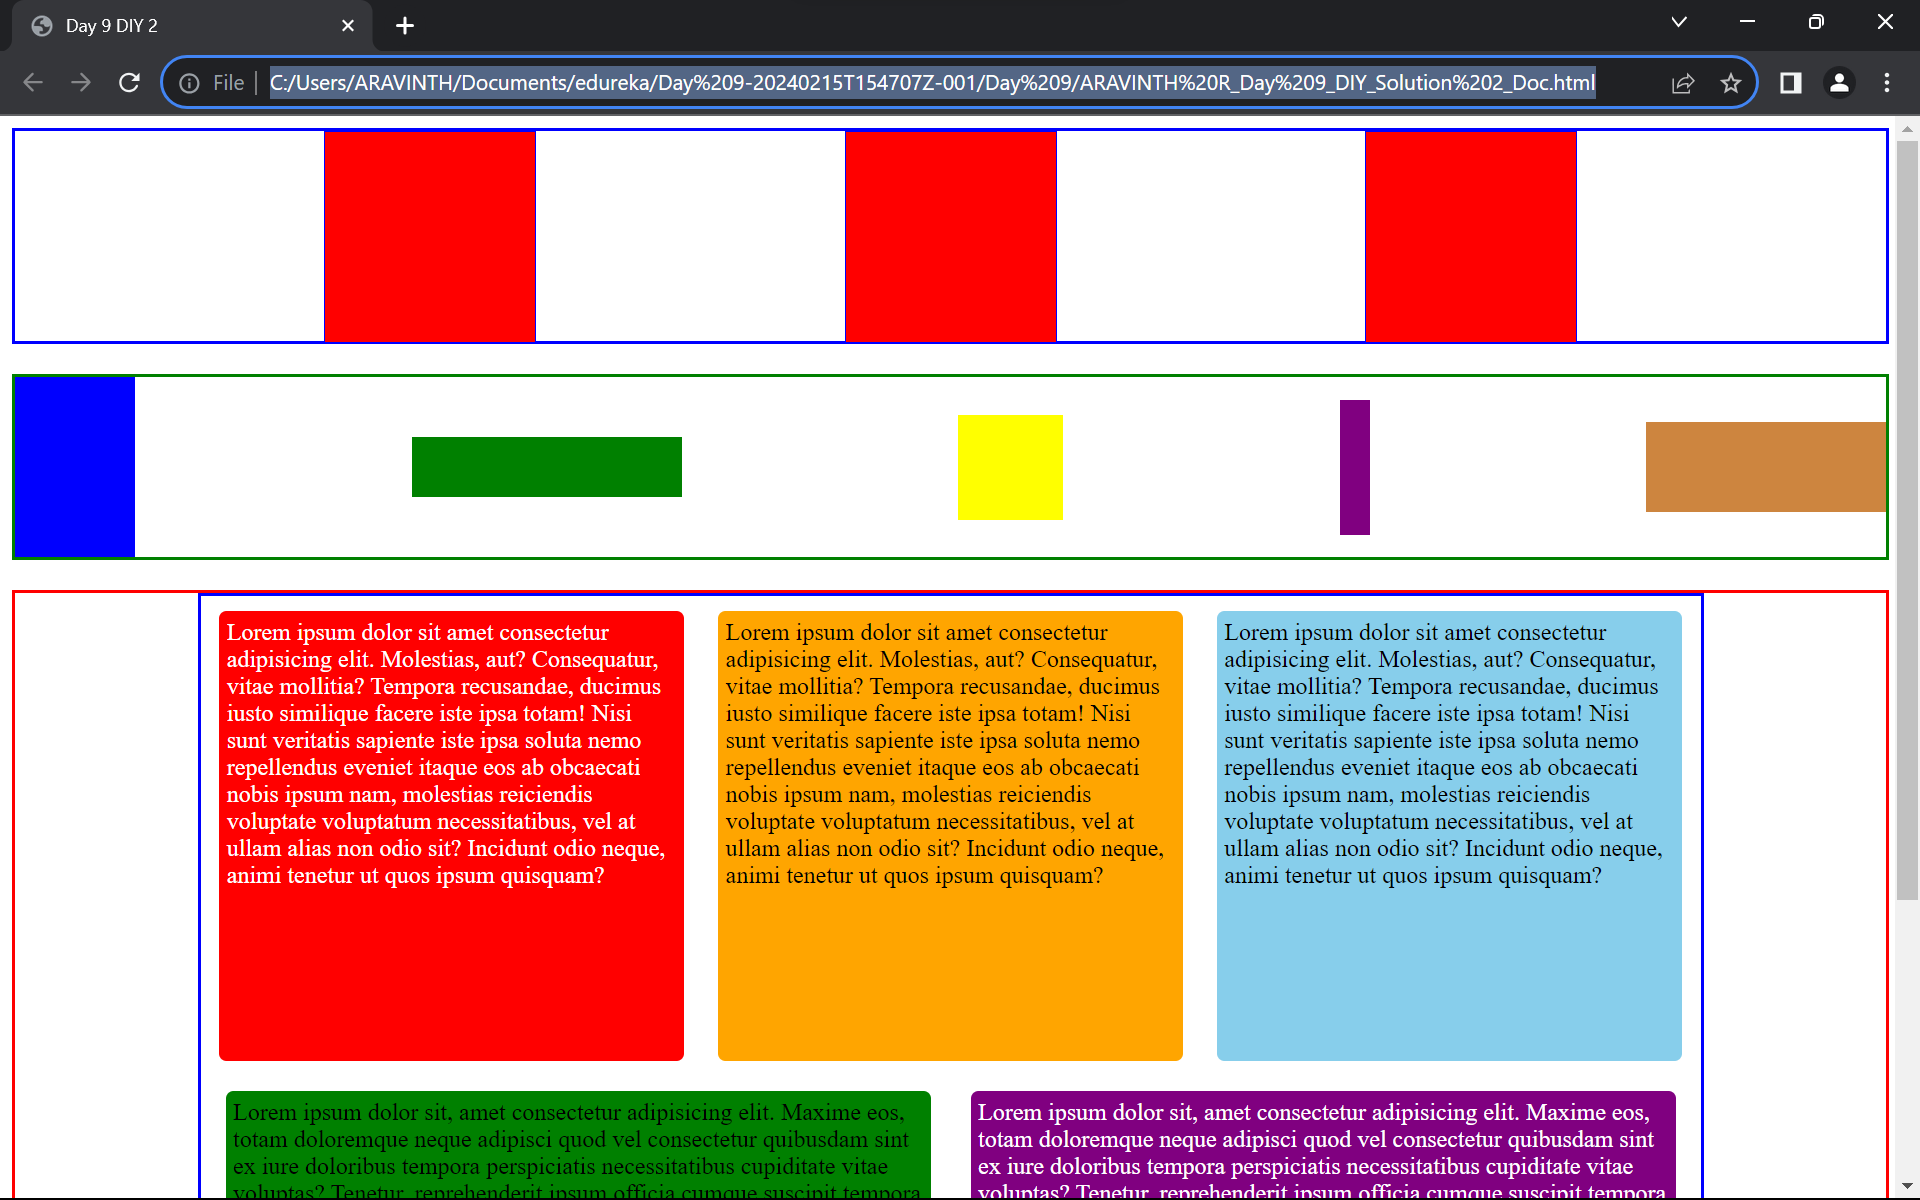 Day 9 DIY 2
File
C:/Users/ARAVINTH/Documents/edureka/Day%209-20240215T154707Z-001/Day%209/ARAVINTH%20R_Day%209_DIY_Solution%202_Doc.html
Lorem ipsum dolor sit amet consectetur
adipisicing elit. Molestias, aut? Consequatur,
vitae mollitia? Tempora recusandae, ducimus
iusto similique facere iste ipsa totam! Nisi
sunt veritatis sapiente iste ipsa soluta nemo
repellendus eveniet itaque eos ab obcaecati
nobis ipsum nam, molestias reiciendis
voluptate voluptatum necessitatibus, vel at
ullam alias non odio sit? Incidunt odio neque,
animi tenetur ut quos ipsum quisquam?
Lorem ipsum dolor sit amet consectetur
adipisicing elit. Molestias, aut? Consequatur,
vitae mollitia? Tempora recusandae, ducimus
iusto similique facere iste ipsa totam! Nisi
sunt veritatis sapiente iste ipsa soluta nemo
repellendus eveniet itaque eos ab obcaecati
nobis ipsum nam, molestias reiciendis
voluptate voluptatum necessitatibus, vel at
ullam alias non odio sit? Incidunt odio neque,
animi tenetur ut quos ipsum quisquam?
Lorem ipsum dolor sit amet consectetur
adipisicing elit. Molestias, aut? Consequatur,
vitae mollitia? Tempora recusandae, ducimus
iusto similique facere iste ipsa totam! Nisi
sunt veritatis sapiente iste ipsa soluta nemo
repellendus eveniet itaque eos ab obcaecati
nobis ipsum nam, molestias reiciendis
voluptate voluptatum necessitatibus, vel at
ullam alias non odio sit? Incidunt odio neque,
animi tenetur ut quos ipsum quisquam?
Lorem ipsum dolor sit, amet consectetur adipisicing elit. Maxime eos,
totam doloremque neque adipisci quod vel consectetur quibusdam sint
ex iure doloribus tempora perspiciatis necessitatibus cupiditate vitae
voluptas? Tenetur, reprehenderit ipsum officia cumque suscipit tempora
Lorem ipsum dolor sit, amet consectetur adipisicing elit. Maxime eos,
totam doloremque neque adipisci quod vel consectetur quibusdam sint
ex iure doloribus tempora perspiciatis necessitatibus cupiditate vitae
voluptas? Tenetur, reprehenderit ipsum officia cumque suscipit tempora